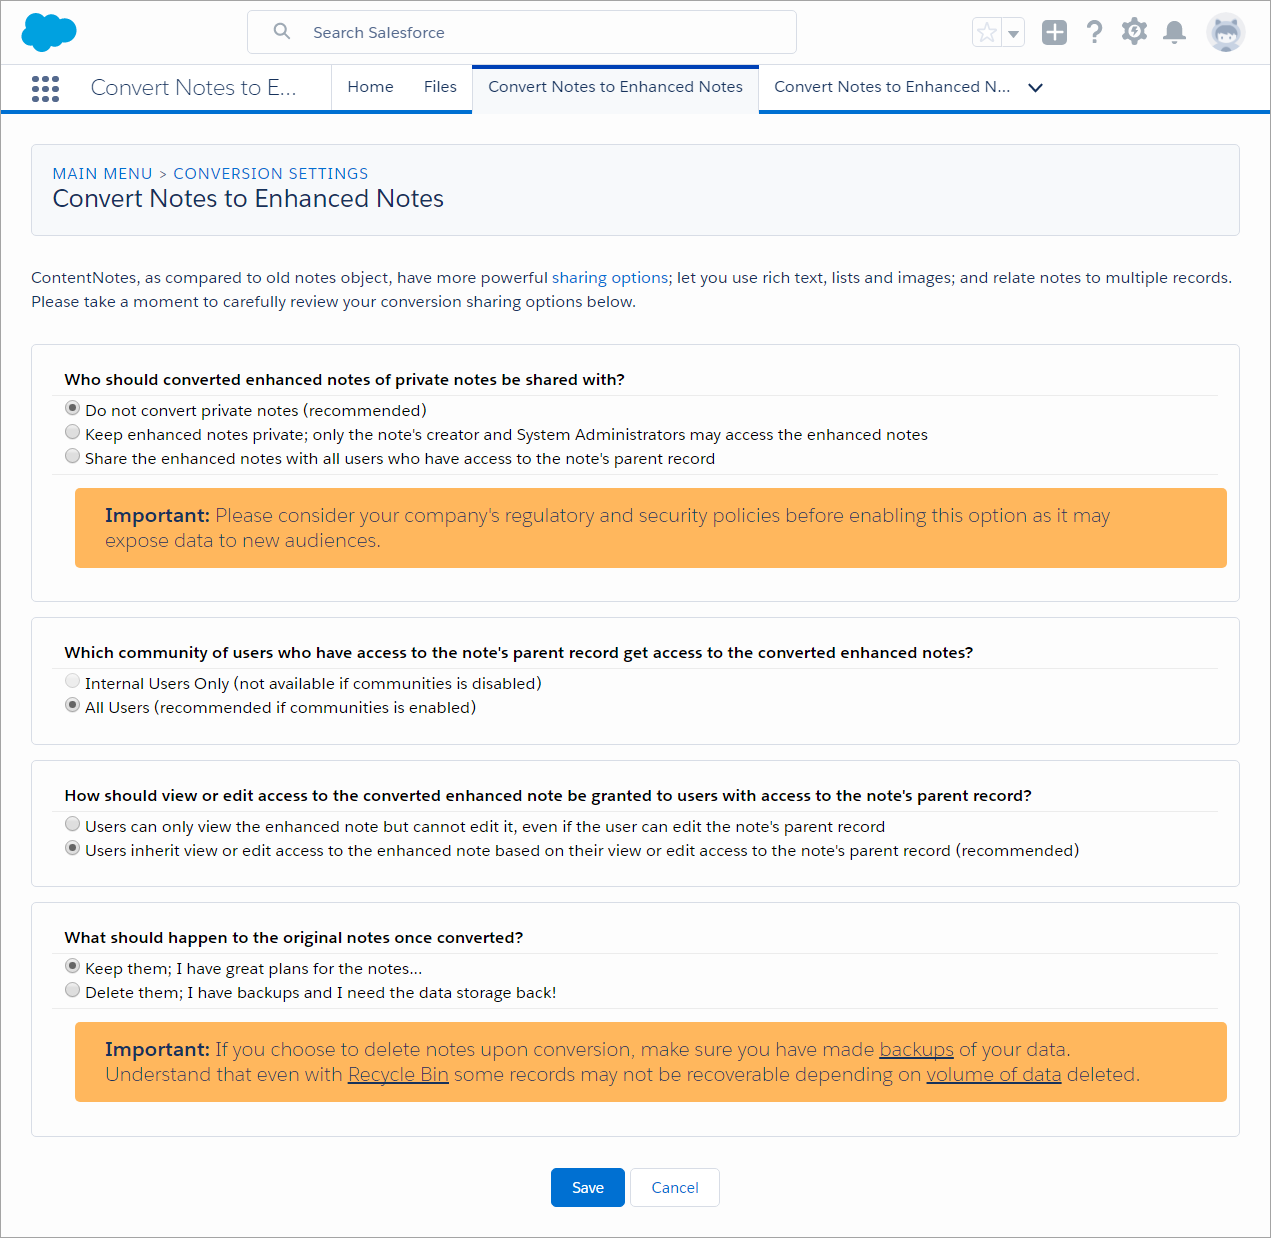 Search Salesforce
Convert Notes to E...
Home
Files
Convert Notes to Enhanced Notes
Convert Notes to Enhanced N...
MAIN MENU > CONVERSION SETTINGS
Convert Notes to Enhanced Notes
ContentNotes, as compared to old notes object, have more powerful sharing options; let you use rich text, lists and images; and relate notes to multiple records.
Please take a moment to carefully review your conversion sharing options below.
Who should converted enhanced notes of private notes be shared with?
Do not convert private notes (recommended)
Keep enhanced notes private; only the note's creator and System Administrators may access the enhanced notes
Share the enhanced notes with all users who have access to the note's parent record
Important: Please consider your company's regulatory and security policies before enabling this option as it may
expose data to new audiences.
Which community of users who have access to the note's parent record get access to the converted enhanced notes?
Internal Users Only (not available if communities is disabled)
All Users (recommended if communities is enabled)
How should view or edit access to the converted enhanced note be granted to users with access to the note's parent record?
Users can only view the enhanced note but cannot edit it, even if the user can edit the note's parent record
Users inherit view or edit access to the enhanced note based on their view or edit access to the note's parent record (recommended)
What should happen to the original notes once converted?
Keep them; I have great plans for the notes...
Delete them; I have backups and I need the data storage back!
Important: If you choose to delete notes upon conversion, make sure you have made backups of your data.
Understand that even with Recycle Bin some records may not be recoverable depending on volume of data deleted.
Save
Cancel